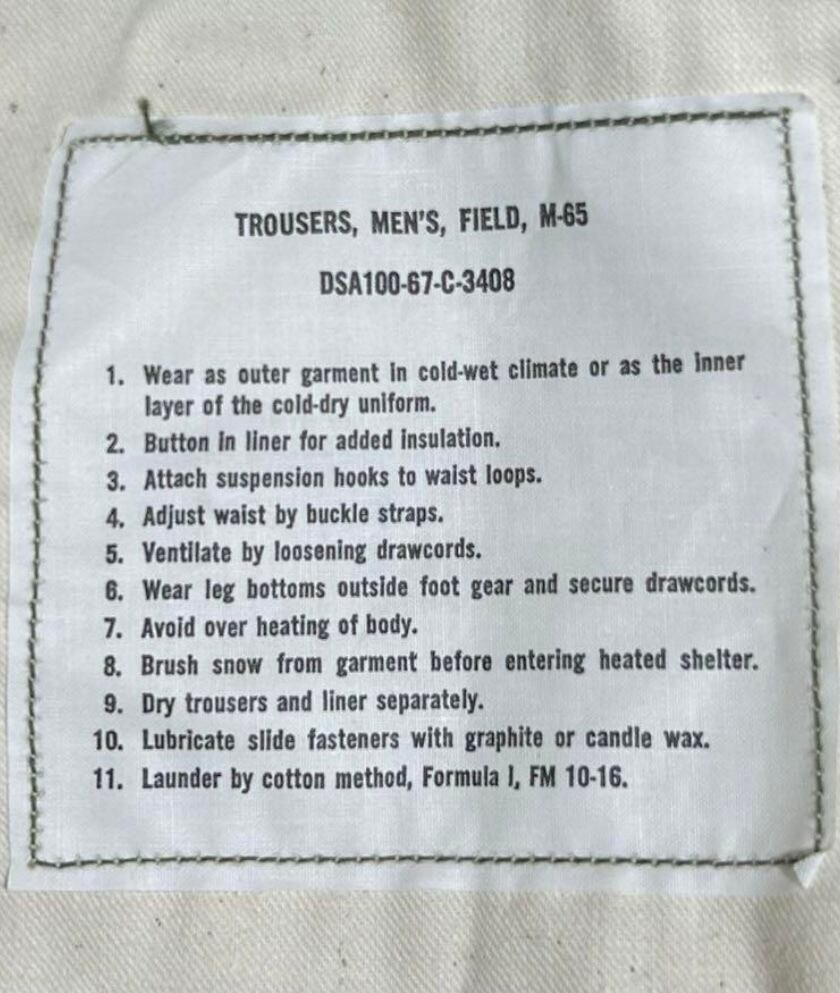 TROUSERS, MEN'S, FIELD, M-65
DSA100-67-C-3408
1. Wear as outer garment in cold-wet climate or as the inner
layer of the cold-dry uniform.
2. Button in liner for added insulation.
3. Attach suspension hooks to waist loops.
4. Adjust waist by buckle straps.
5. Ventilate by loosening drawcords.
6. Wear leg bottoms outside foot gear and secure drawcords.
7. Avoid over heating of body.
8. Brush snow from garment before entering heated shelter.
9. Dry trousers and liner separately.
10. Lubricate slide fasteners with graphite or candle wax.
11. Launder by cotton method, Formula I, FM 10-16.